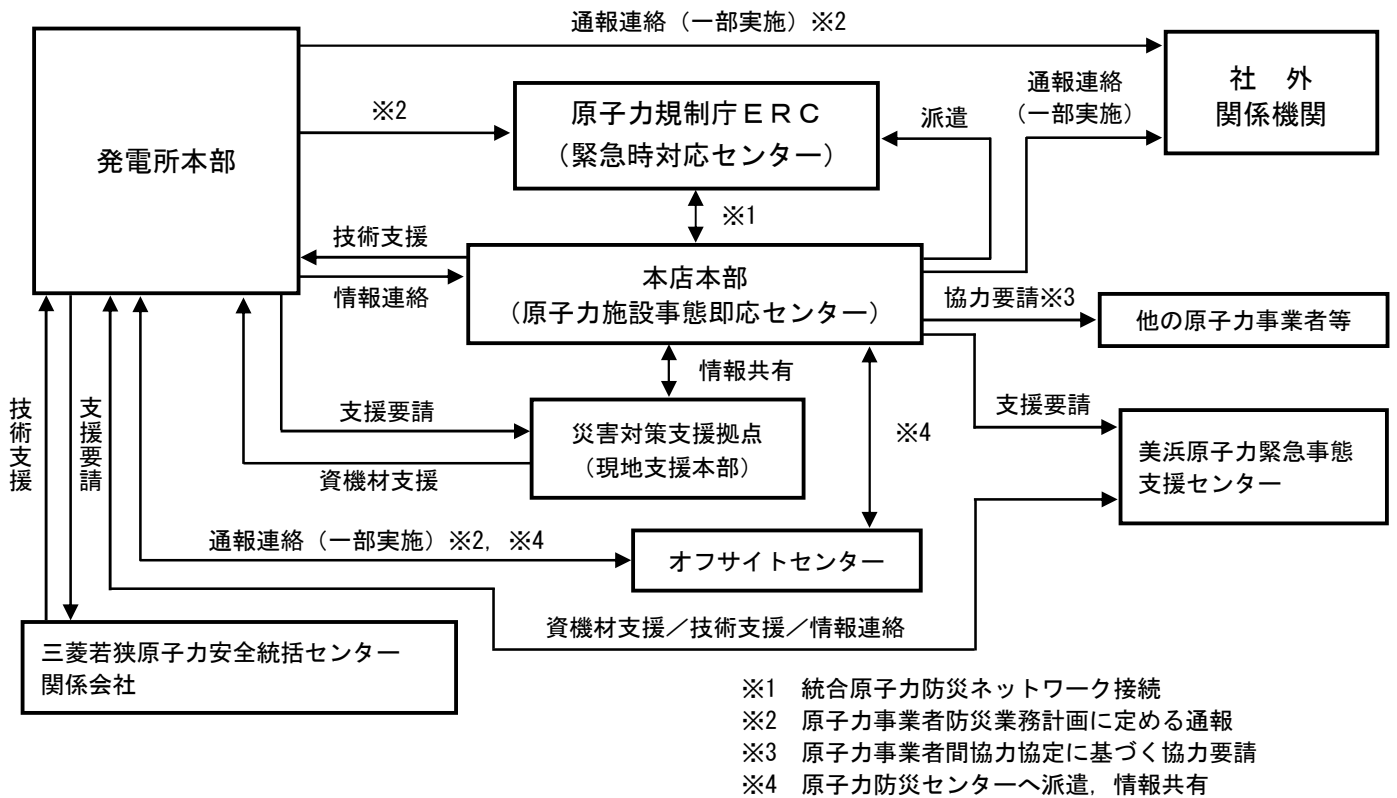 通報連絡（一部実施）※2
発電所本部
※2
原子力規制庁ＥＲＣ
（緊急時対応センター）
派遣
通報連絡
（一部実施）
社　外
関係機関
※1
技術支援
情報連絡
本店本部
（原子力施設事態即応センター）
協力要請※3
他の原子力事業者等
情報共有
支援要請
技術支援
支援要請
支援要請
資機材支援
災害対策支援拠点
（現地支援本部）
※4
美浜原子力緊急事態
支援センター
通報連絡（一部実施）※2，※4
オフサイトセンター
資機材支援／技術支援／情報連絡
三菱若狭原子力安全統括センター
関係会社
※1　統合原子力防災ネットワーク接続
※2　原子力事業者防災業務計画に定める通報
※3　原子力事業者間協力協定に基づく協力要請
※4　原子力防災センターへ派遣，情報共有